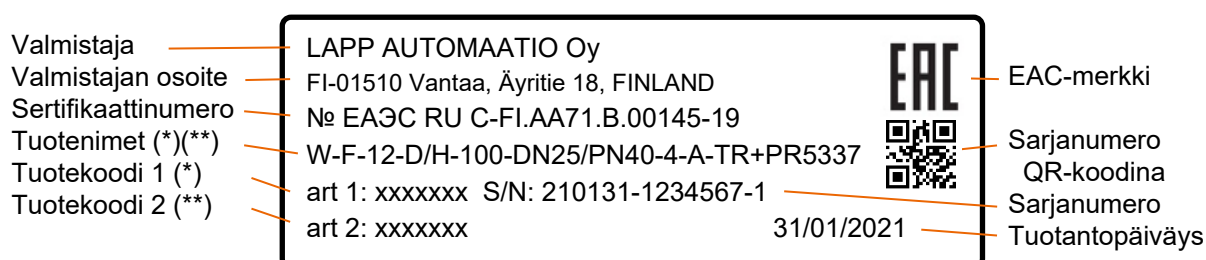 Valmistaja
Valmistajan osoite
Sertifikaattinumero
Tuotenimet (*)(**)
Tuotekoodi 1 (*)
Tuotekoodi 2 (**)
LAPP AUTOMAATIO Oy
FI-01510 Vantaa, Äyritie 18, FINLAND
№ ЕАЭС RU C-FI.AA71.B.00145-19
W-F-12-D/H-100-DN25/PN40-4-A-TR+PR5337
art 1: xxxxxxx S/N: 210131-1234567-1
art 2: xxxxxxx 31/01/2021
EAC
EAC-merkki
Sarjanumero
QR-koodina
Sarjanumero
Tuotantopäiväys